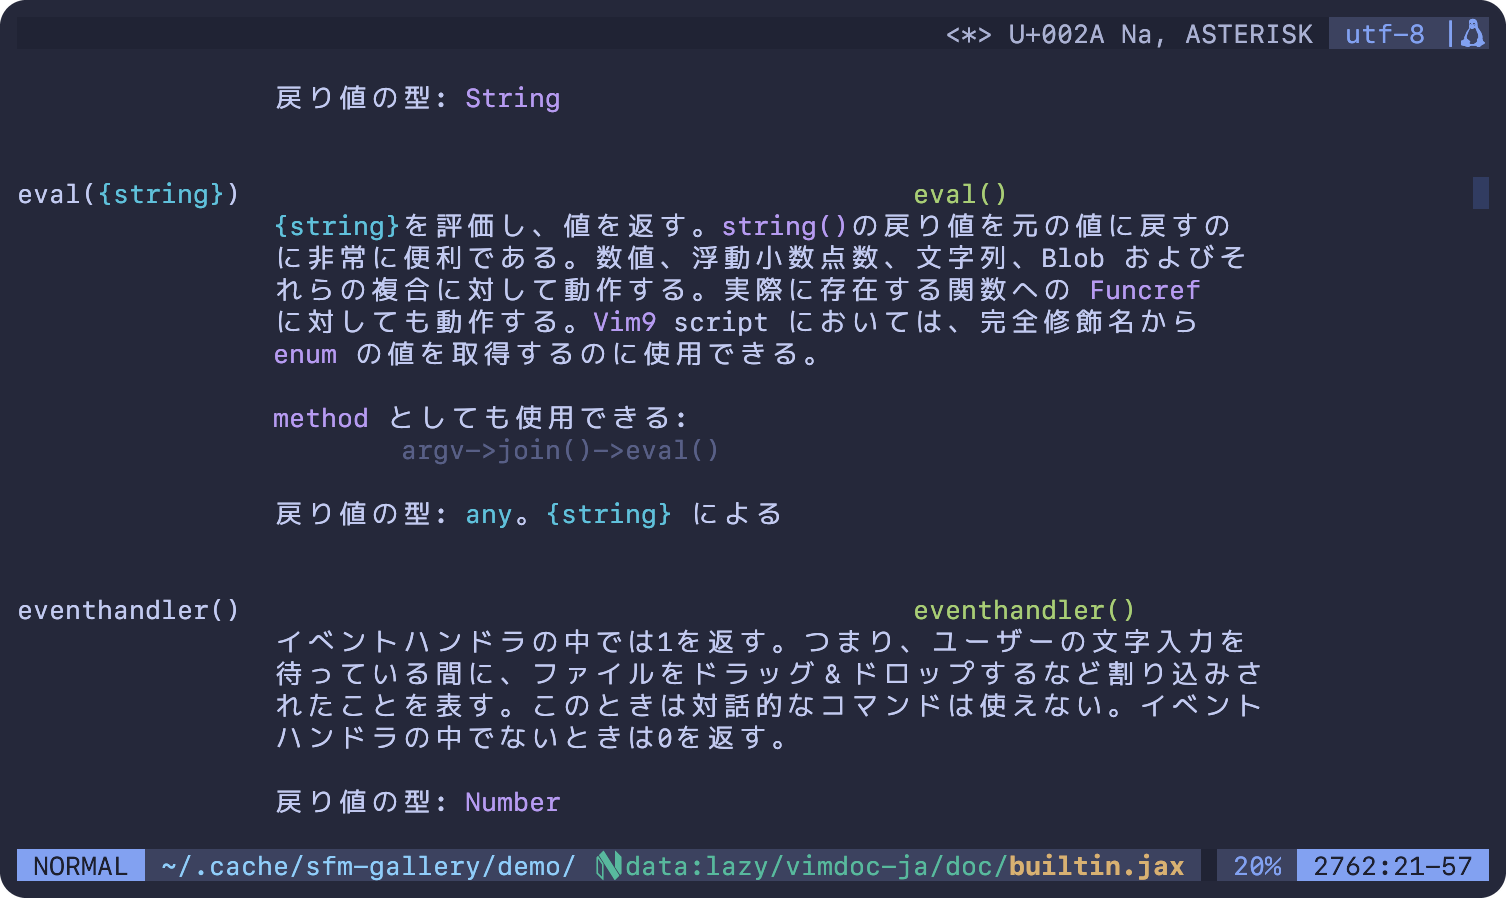 <*> U+002A Na, ASTERISK utf-8
戻り値の型: String
eval({string}) eval()
{string}を評価し、値を返す。string()の戻り値を元の値に戻すの
に非常に便利である。数値、浮動小数点数、文字列、Blob およびそ
れらの複合に対して動作する。実際に存在する関数への Funcref
に対しても動作する。Vim9 script においては、完全修飾名から
enum の値を取得するのに使用できる。
method としても使用できる:
argv->join()->eval()
戻り値の型: any。{string} による
eventhandler() eventhandler()
イベントハンドラの中では1を返す。つまり、ユーザーの文字入力を
待っている間に、ファイルをドラッグ＆ドロップするなど割り込みさ
れたことを表す。このときは対話的なコマンドは使えない。イベント
ハンドラの中でないときは0を返す。
戻り値の型: Number
NORMAL ~/.cache/sfm-gallery/demo/ data:lazy/vimdoc-ja/doc/builtin.jax 20% 2762:21-57